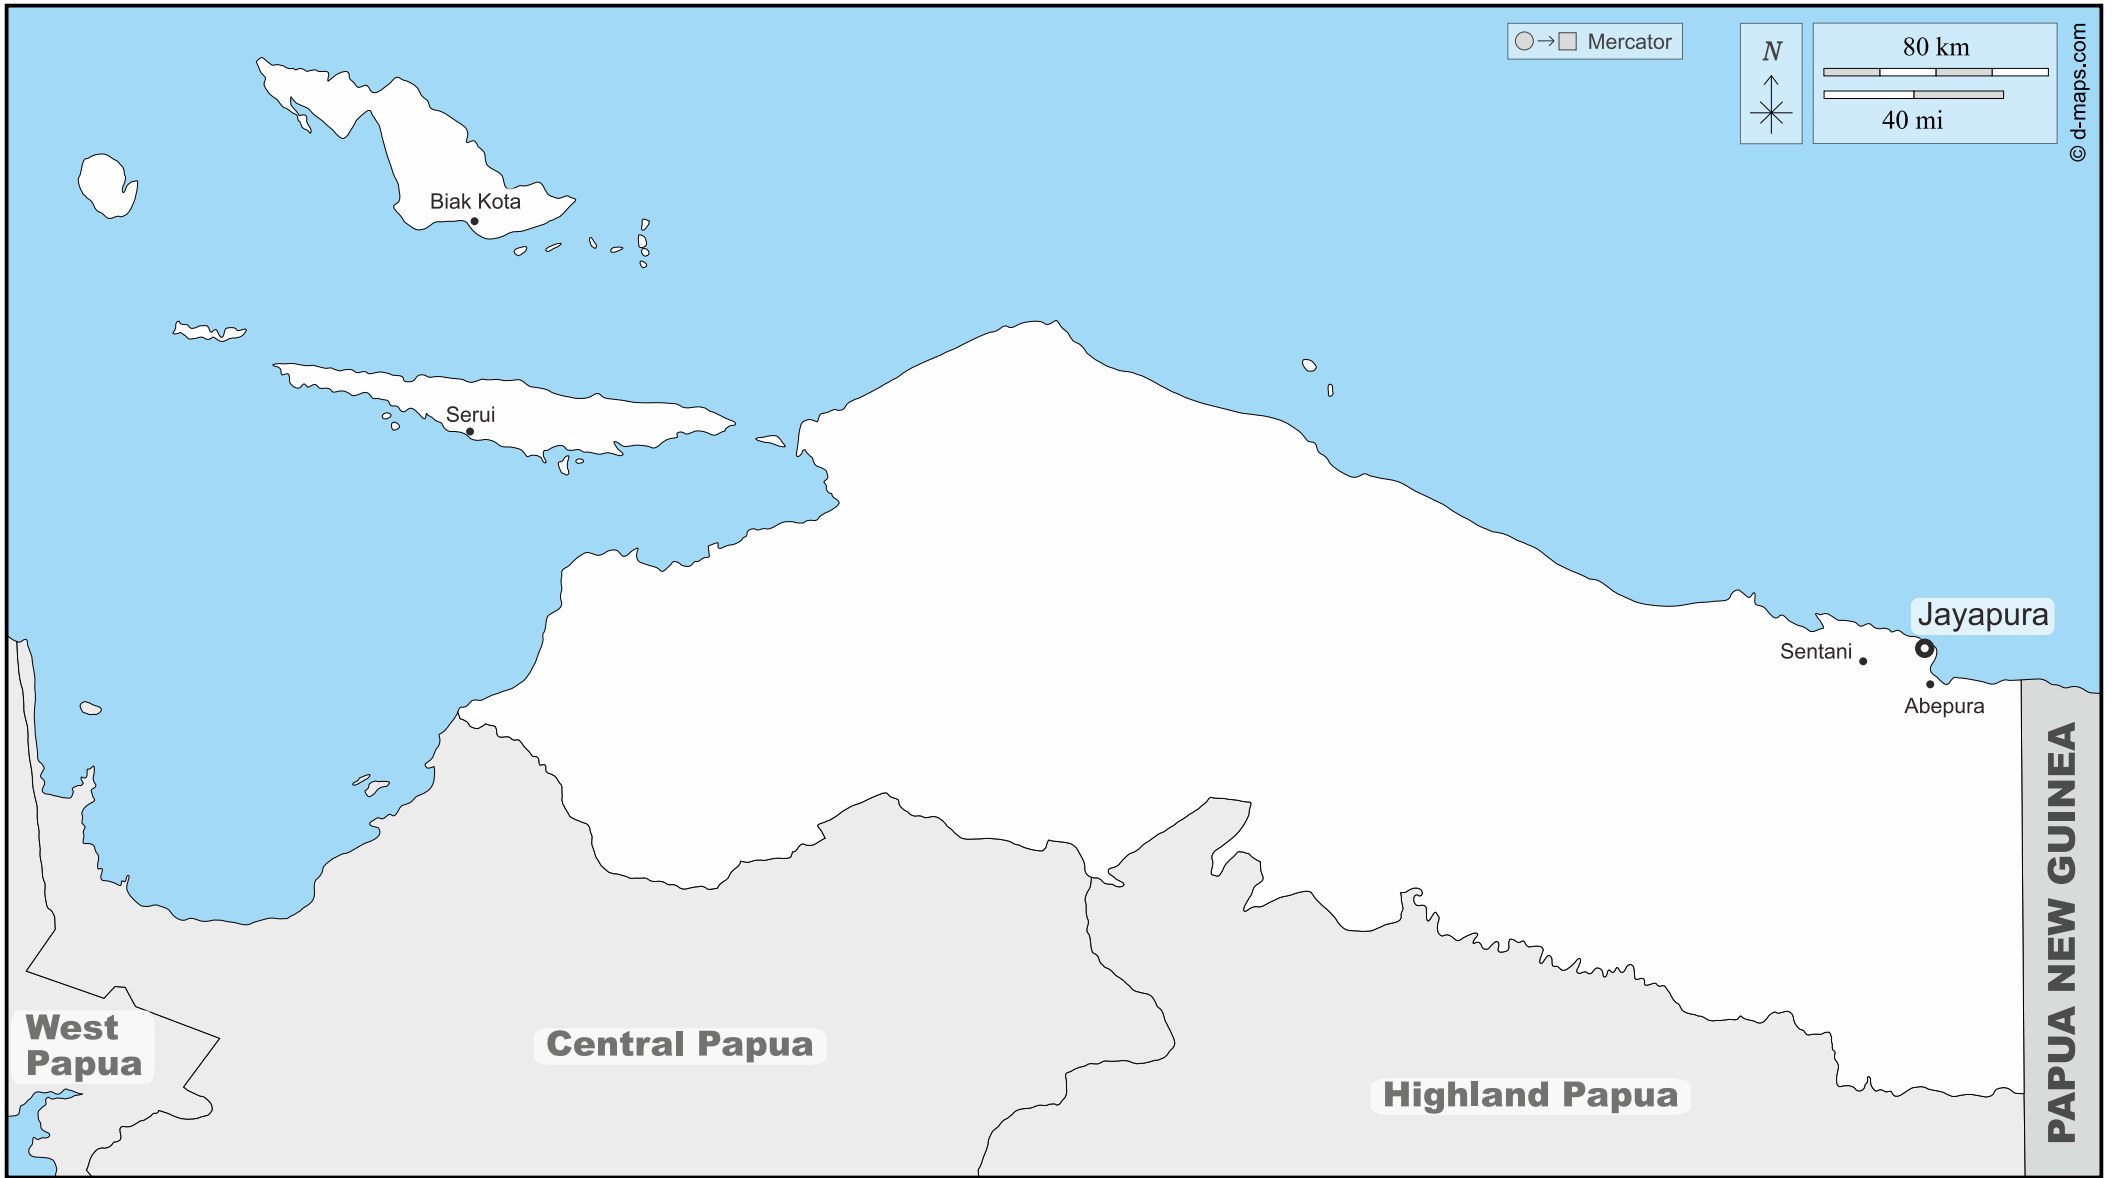 Mercator
N
80 km
40 mi
© d-maps.com
Biak Kota
Serui
Jayapura
Sentani
Abepura
PAPUA NEW GUINEA
West
Papua
Central Papua
Highland Papua